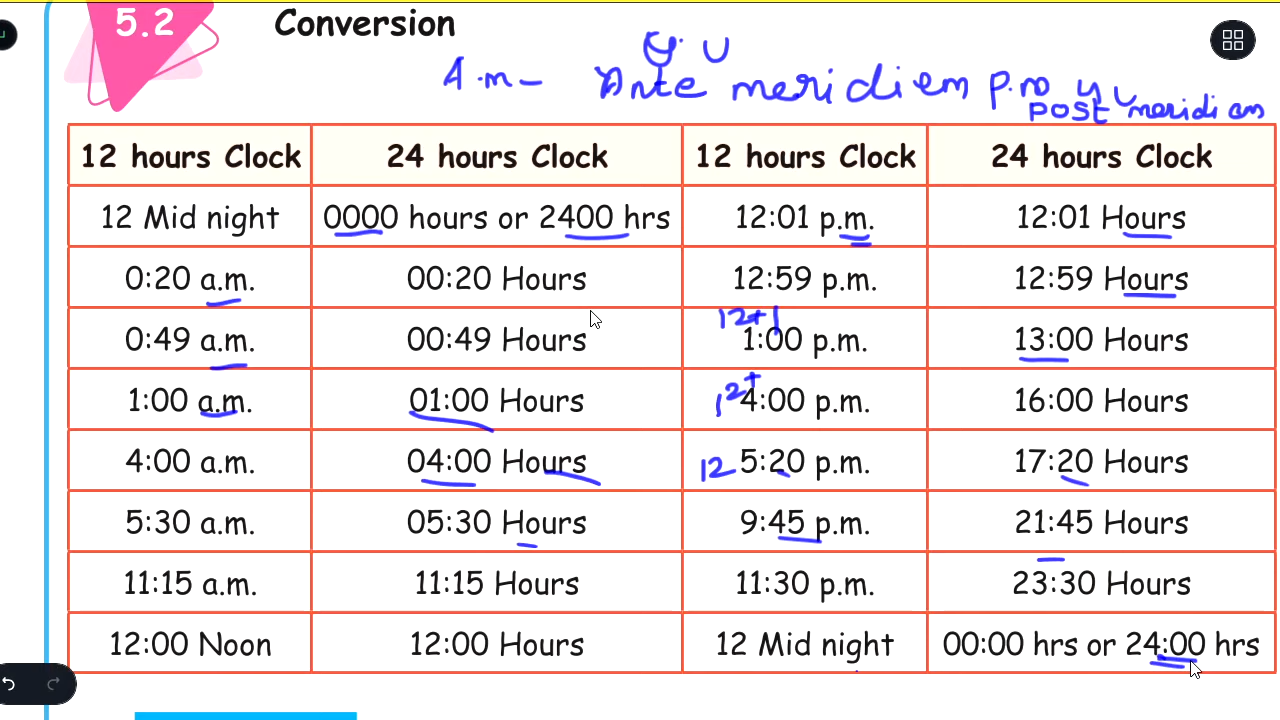 5.2 Conversion
A.m - Ante meridiem p.m
post meridiem
12 hours Clock 24 hours Clock 12 hours Clock 24 hours Clock
12 Mid night 0000 hours or 2400 hrs 12:01 p.m. 12:01 Hours
0:20 a.m. 00:20 Hours 12:59 p.m. 12:59 Hours
12+1
0:49 a.m. 00:49 Hours 1:00 p.m. 13:00 Hours
12+
1:00 a.m. 01:00 Hours 4:00 p.m. 16:00 Hours
4:00 a.m. 04:00 Hours 12 5:20 p.m. 17:20 Hours
5:30 a.m. 05:30 Hours 9:45 p.m. 21:45 Hours
11:15 a.m. 11:15 Hours 11:30 p.m. 23:30 Hours
12:00 Noon 12:00 Hours 12 Mid night 00:00 hrs or 24:00 hrs